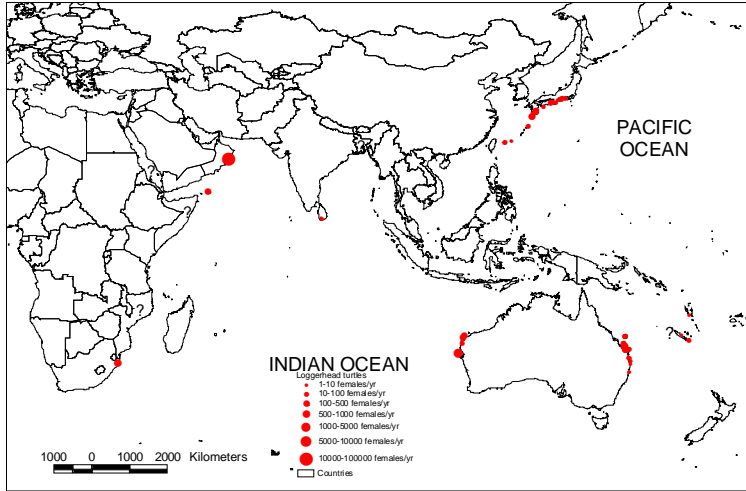 PACIFIC
OCEAN
?
?
?
?
INDIAN OCEAN
Loggerhead turtles
1-10 females/yr
10-100 females/yr
100-500 females/yr
500-1000 females/yr
1000-5000 females/yr
5000-10000 females/yr
10000-100000 females/yr
Countries
1000 0 1000 2000 Kilometers